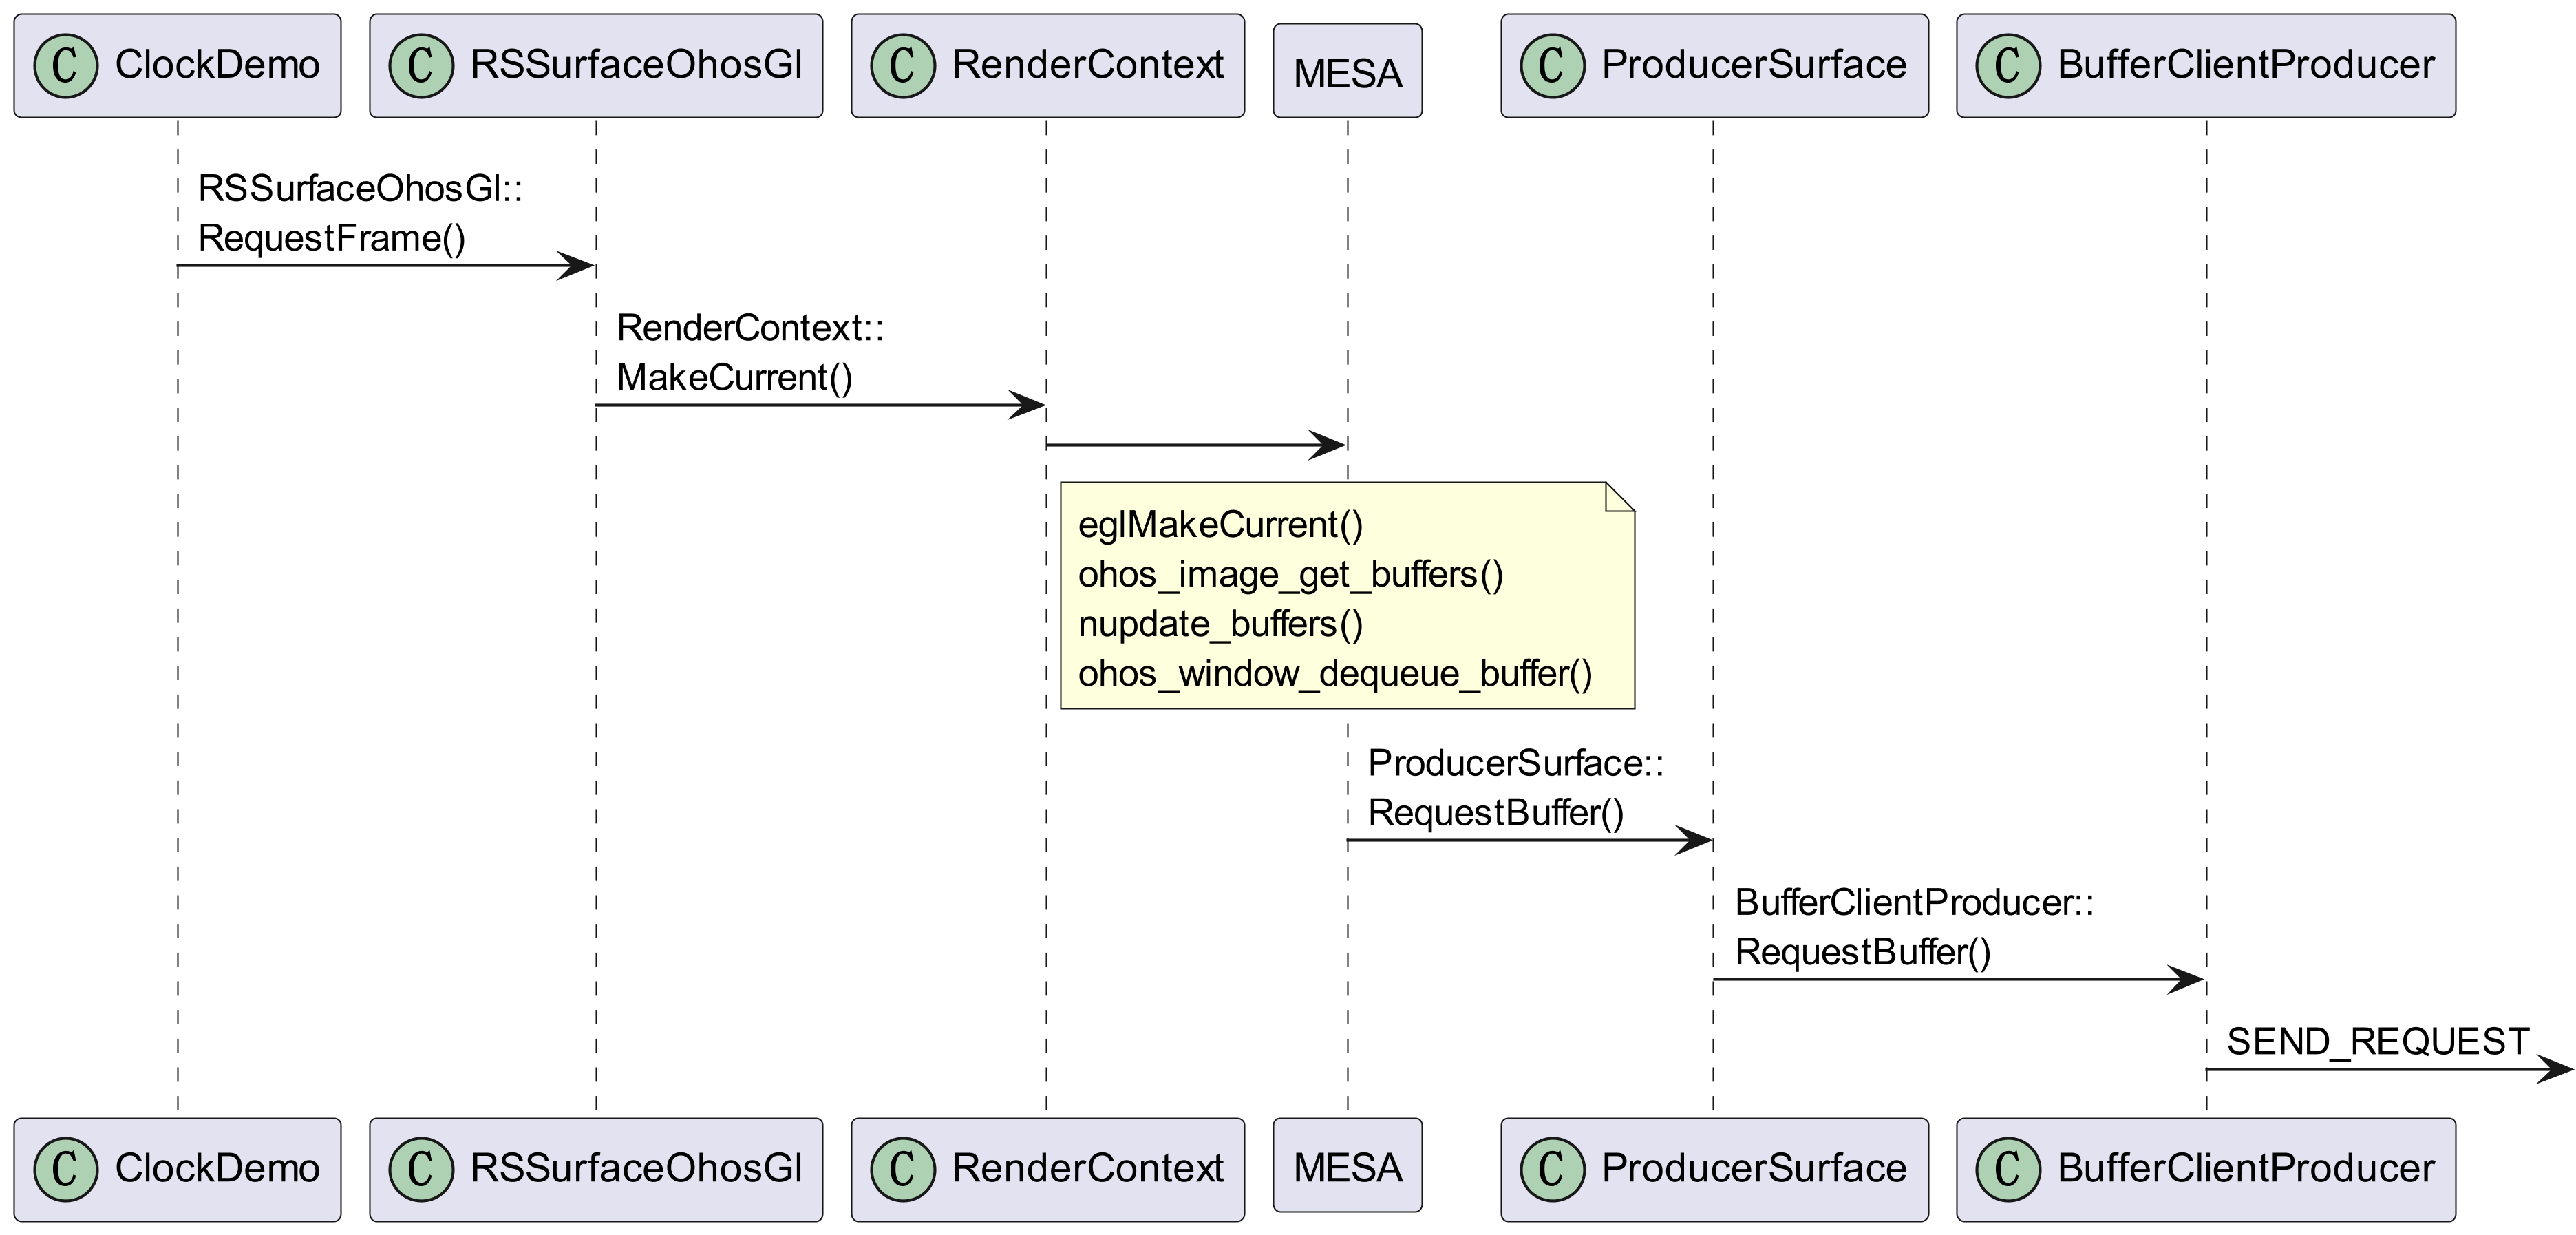 C ClockDemo
C RSSurfaceOhosGl
C RenderContext
MESA
C ProducerSurface
C BufferClientProducer
RSSurfaceOhosGl::
RequestFrame()
RenderContext::
MakeCurrent()
eglMakeCurrent()
ohos_image_get_buffers()
nupdate_buffers()
ohos_window_dequeue_buffer()
ProducerSurface::
RequestBuffer()
BufferClientProducer::
RequestBuffer()
SEND_REQUEST
C ClockDemo
C RSSurfaceOhosGl
C RenderContext
MESA
C ProducerSurface
C BufferClientProducer